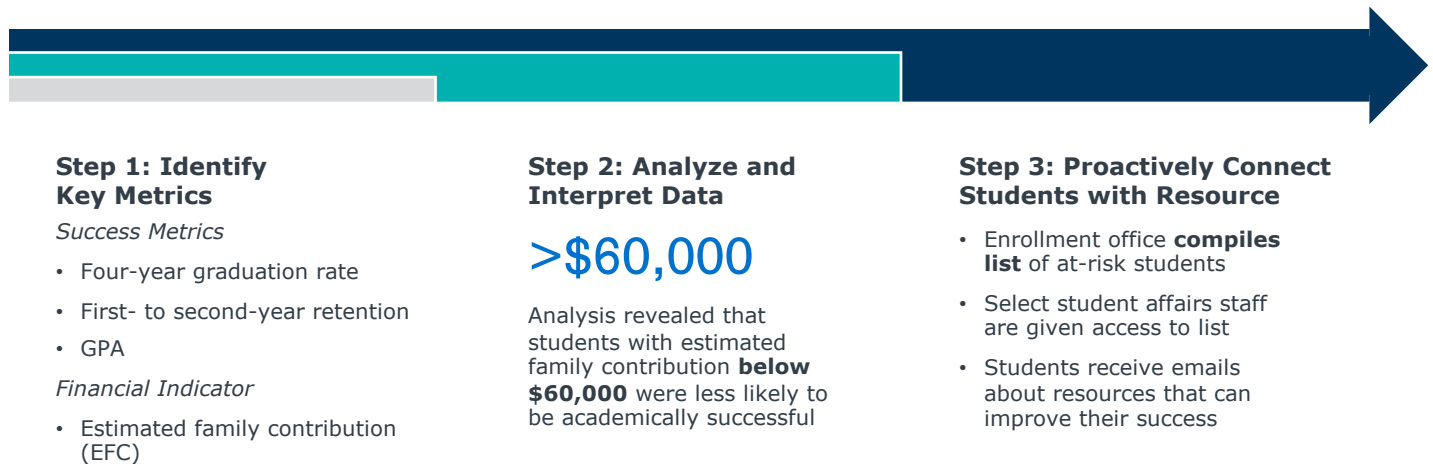 Step 1: Identify
Key Metrics
Success Metrics
• Four-year graduation rate
• First- to second-year retention
• GPA
Financial Indicator
• Estimated family contribution
(EFC)
Step 2: Analyze and
Interpret Data
>$60,000
Analysis revealed that
students with estimated
family contribution below
$60,000 were less likely to
be academically successful
Step 3: Proactively Connect
Students with Resource
• Enrollment office compiles
list of at-risk students
• Select student affairs staff
are given access to list
• Students receive emails
about resources that can
improve their success